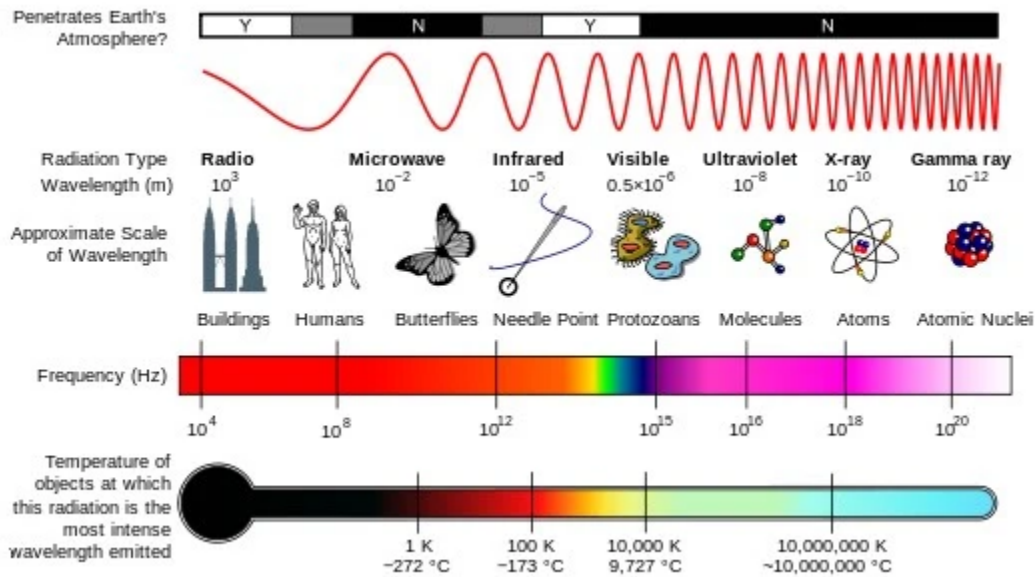 Penetrates Earth's
Atmosphere?
Y N Y N
Radiation Type
Radio Microwave Infrared Visible Ultraviolet X-ray Gamma ray
Wavelength (m)
10³ 10⁻² 10⁻⁵ 0.5×10⁻⁶ 10⁻⁸ 10⁻¹⁰ 10⁻¹²
Approximate Scale
of Wavelength
Buildings Humans Butterflies Needle Point Protozoans Molecules Atoms Atomic Nuclei
Frequency (Hz)
10⁴ 10⁸ 10¹² 10¹⁵ 10¹⁶ 10¹⁸ 10²⁰
Temperature of
objects at which
this radiation is the
most intense
wavelength emitted
1 K 100 K 10,000 K 10,000,000 K
−272 °C −173 °C 9,727 °C ~10,000,000 °C